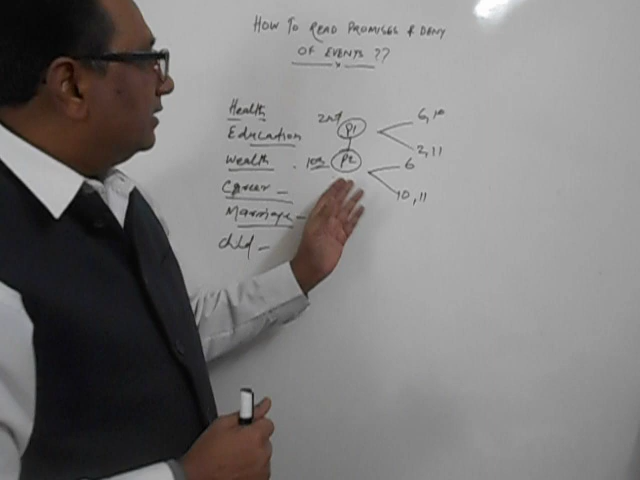 HOW TO READ PROMISES & DENY
OF EVENTS ??
Health
Education
Wealth
Career
Marriage
child
2nd P1 6,10
2,11
10th P2 6
10,11